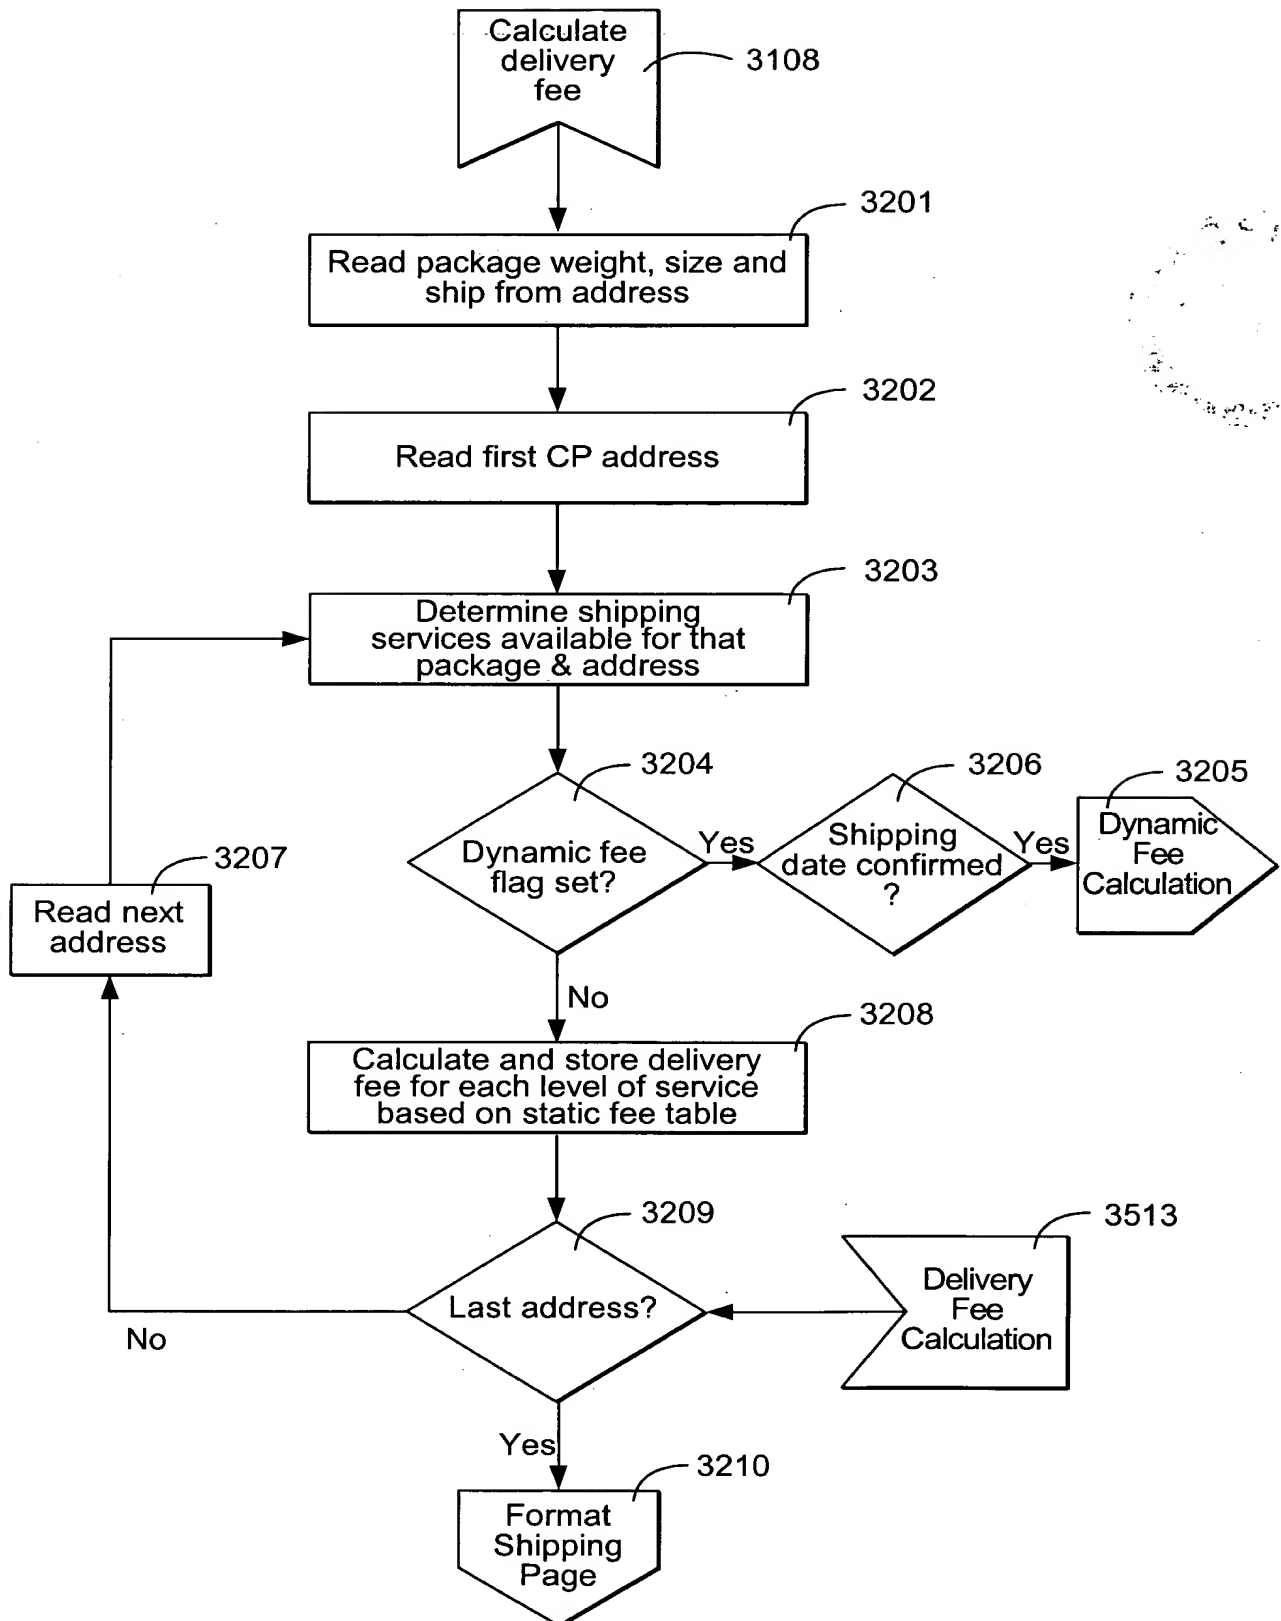 Calculate
delivery
fee
3108
3201
Read package weight, size and
ship from address
3202
Read first CP address
3203
Determine shipping
services available for that
package & address
3204
Dynamic fee
flag set?
Yes
3206
Shipping
date confirmed
?
Yes
3205
Dynamic
Fee
Calculation
3207
Read next
address
No
3208
Calculate and store delivery
fee for each level of service
based on static fee table
3209
Last address?
3513
Delivery
Fee
Calculation
No
Yes
3210
Format
Shipping
Page